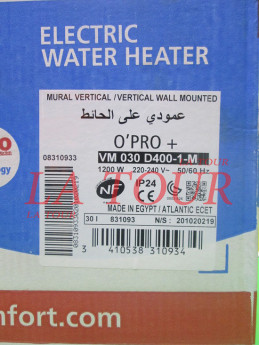 ELECTRIC
WATER HEATER
MURAL VERTICAL / VERTICAL WALL MOUNTED
عمودي على الحائط
O'PRO +
08310933
VM 030 D400-1-M
1200 W 220-240 V~ 50/60 Hz
LA TOUR
NF
IP24
CE
MADE IN EGYPT / ATLANTIC ECET
30 l 831093 N/S : 201020219
3 410538 310934
nfort.com